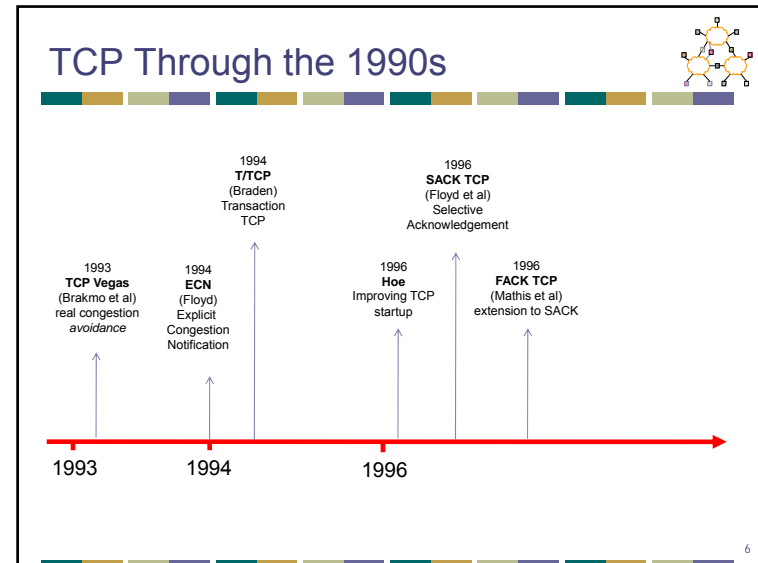 TCP Through the 1990s
1993
TCP Vegas
(Brakmo et al)
real congestion
avoidance
1994
ECN
(Floyd)
Explicit
Congestion
Notification
1994
T/TCP
(Braden)
Transaction
TCP
1996
Hoe
Improving TCP
startup
1996
SACK TCP
(Floyd et al)
Selective
Acknowledgement
1996
FACK TCP
(Mathis et al)
extension to SACK
1993
1994
1996
6